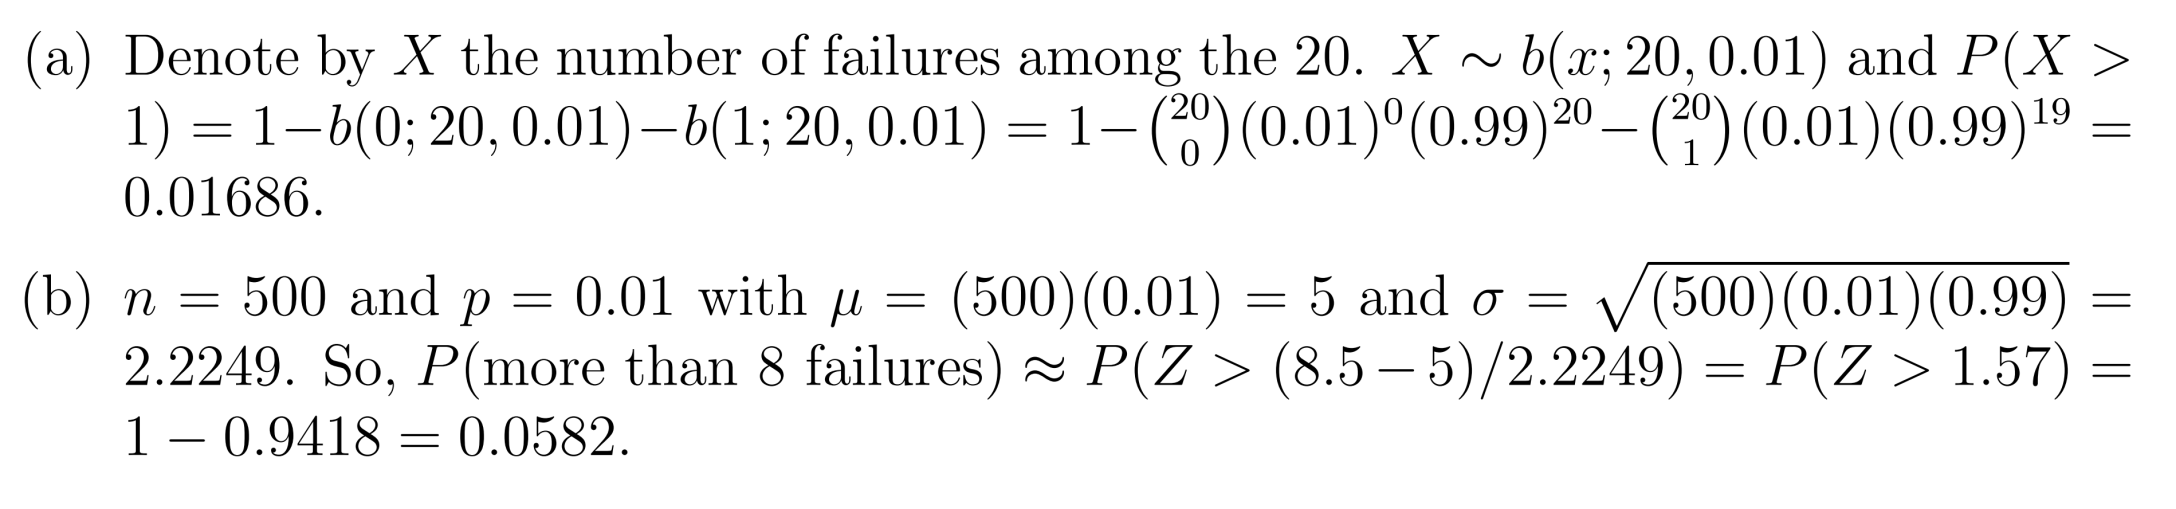 (a) Denote by X the number of failures among the 20. X ∼ b(x; 20, 0.01) and P(X >
1) = 1−b(0; 20, 0.01)−b(1; 20, 0.01) = 1−\binom{20}{0}(0.01)^0(0.99)^{20}−\binom{20}{1}(0.01)(0.99)^{19} =
0.01686.
(b) n = 500 and p = 0.01 with μ = (500)(0.01) = 5 and σ = \sqrt{(500)(0.01)(0.99)} =
2.2249. So, P(more than 8 failures) ≈ P(Z > (8.5 − 5)/2.2249) = P(Z > 1.57) =
1 − 0.9418 = 0.0582.